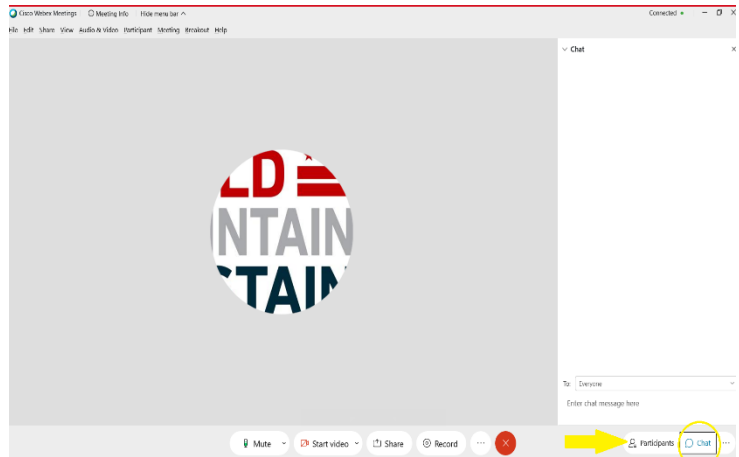 Cisco Webex Meetings Meeting Info Hide menu bar Connected
File Edit Share View Audio & Video Participant Meeting Breakout Help
Chat
LD
NTAIN
STAIN
To: Everyone
Enter chat message here
Mute Start video Share Record Participants Chat